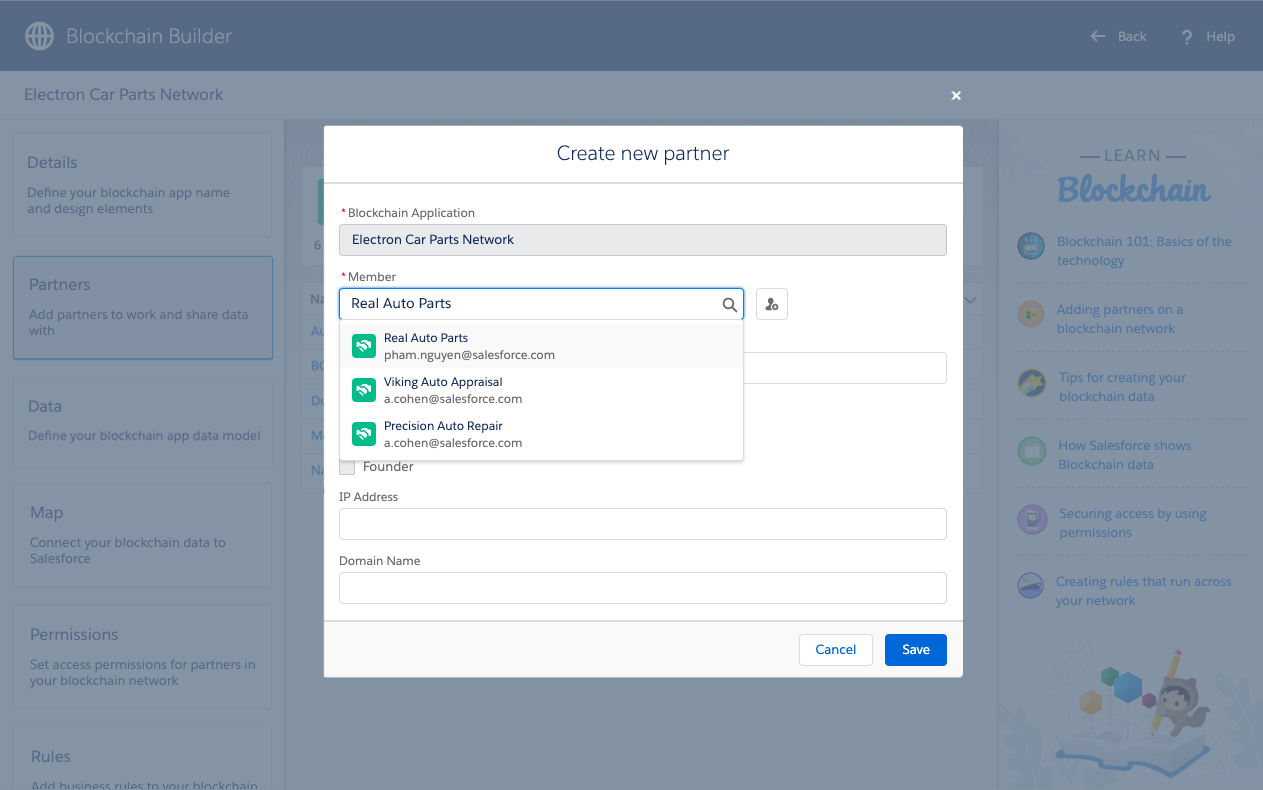 Blockchain Builder
Back
Help
Electron Car Parts Network
Details
Define your blockchain app name
and design elements
Partners
Add partners to work and share data
with
Data
Define your blockchain app data model
Map
Connect your blockchain data to
Salesforce
Permissions
Set access permissions for partners in
your blockchain network
Rules
Add business rules to your blockchain
6
Create new partner
*Blockchain Application
Electron Car Parts Network
*Member
Real Auto Parts
Real Auto Parts
pham.nguyen@salesforce.com
Viking Auto Appraisal
a.cohen@salesforce.com
Precision Auto Repair
a.cohen@salesforce.com
Founder
IP Address
Domain Name
Cancel
Save
LEARN
Blockchain
Blockchain 101: Basics of the
technology
Adding partners on a
blockchain network
Tips for creating your
blockchain data
How Salesforce shows
Blockchain data
Securing access by using
permissions
Creating rules that run across
your network